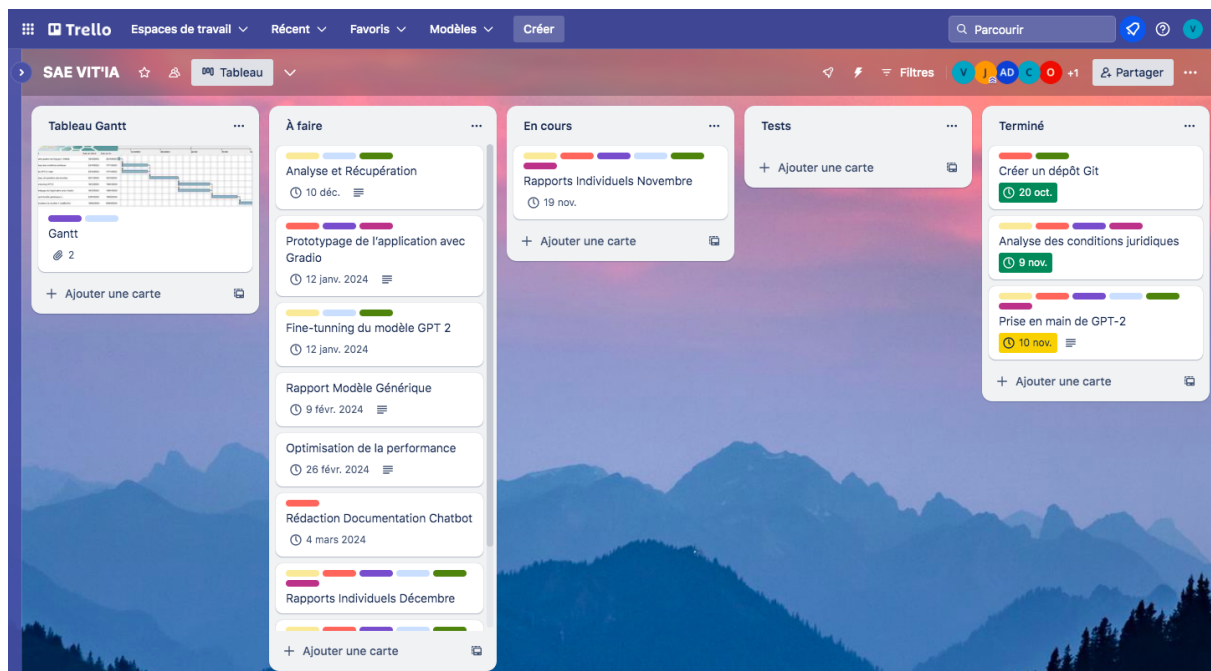 Trello
Espaces de travail
Récent
Favoris
Modèles
Créer
Parcourir
V
SAE VIT'IA
Tableau
Filtres
V
J
AD
C
O
+1
Partager
Tableau Gantt
Gantt
2
Ajouter une carte
À faire
Analyse et Récupération
10 déc.
Prototypage de l'application avec
Gradio
12 janv. 2024
Fine-tunning du modèle GPT 2
12 janv. 2024
Rapport Modèle Générique
9 févr. 2024
Optimisation de la performance
26 févr. 2024
Rédaction Documentation Chatbot
4 mars 2024
Rapports Individuels Décembre
Ajouter une carte
En cours
Rapports Individuels Novembre
19 nov.
Ajouter une carte
Tests
Ajouter une carte
Terminé
Créer un dépôt Git
20 oct.
Analyse des conditions juridiques
9 nov.
Prise en main de GPT-2
10 nov.
Ajouter une carte